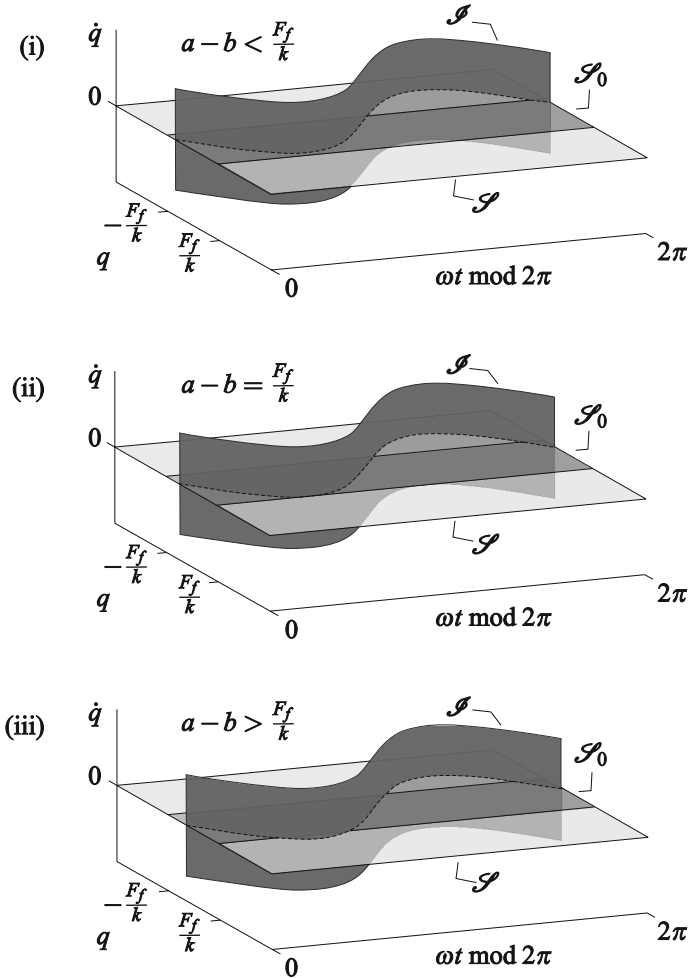 (i)
q̇
a − b < F_f/k
𝓘
𝒮₀
0
𝒮
−F_f/k
F_f/k
q
0
ωt mod 2π
2π
(ii)
q̇
a − b = F_f/k
𝓘
𝒮₀
0
𝒮
−F_f/k
F_f/k
q
0
ωt mod 2π
2π
(iii)
q̇
a − b > F_f/k
𝓘
𝒮₀
0
𝒮
−F_f/k
F_f/k
q
0
ωt mod 2π
2π